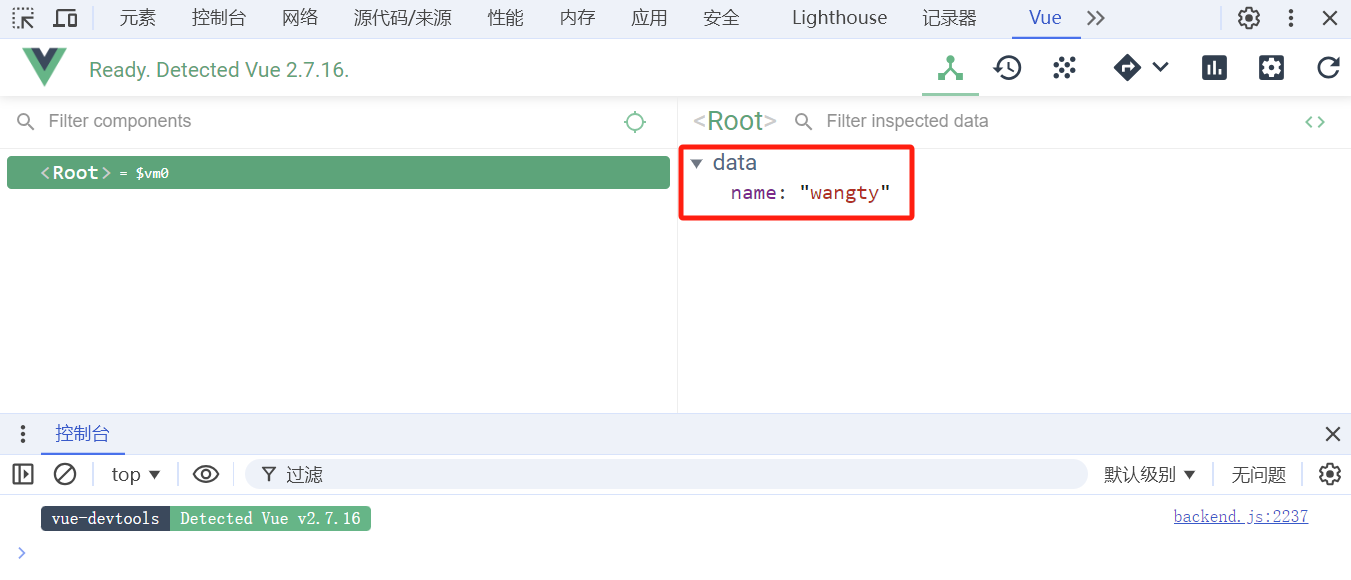 元素 控制台 网络 源代码/来源 性能 内存 应用 安全 Lighthouse 记录器 Vue
Ready. Detected Vue 2.7.16.
Filter components
<Root> Filter inspected data
<Root> = $vm0
data
name: "wangty"
控制台
top 过滤 默认级别 无问题
vue-devtools Detected Vue v2.7.16 backend.js:2237